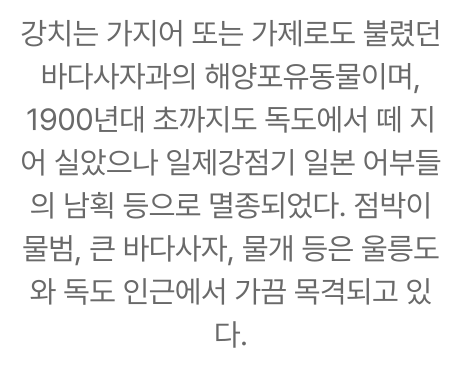 강치는 가지어 또는 가제로도 불렸던
바다사자과의 해양포유동물이며,
1900년대 초까지도 독도에서 떼 지
어 실았으나 일제강점기 일본 어부들
의 남획 등으로 멸종되었다. 점박이
물범, 큰 바다사자, 물개 등은 울릉도
와 독도 인근에서 가끔 목격되고 있
다.